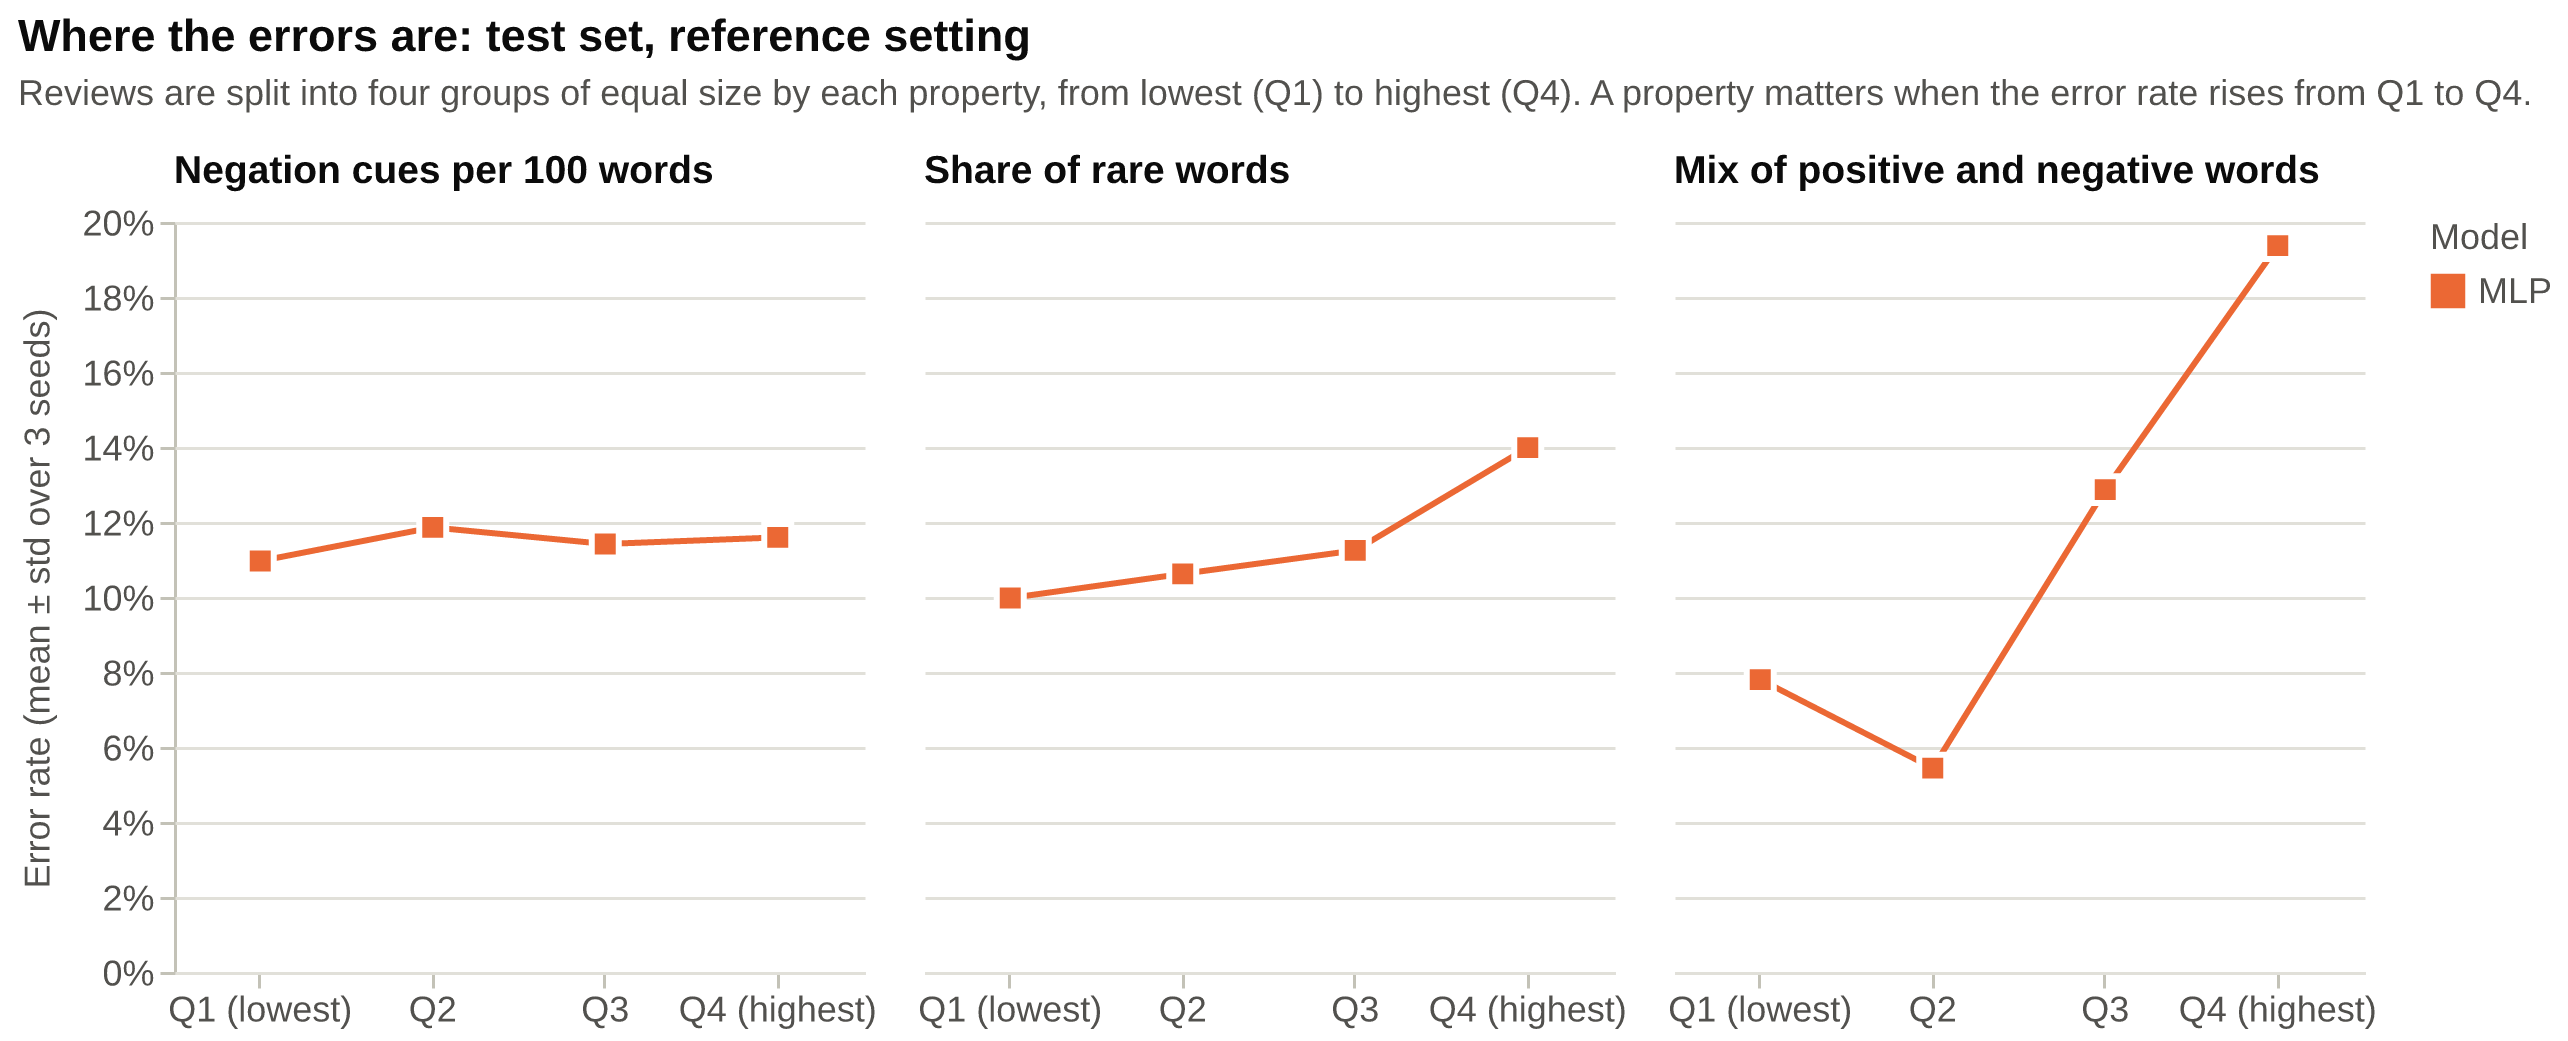 Where the errors are: test set, reference setting
Reviews are split into four groups of equal size by each property, from lowest (Q1) to highest (Q4). A property matters when the error rate rises from Q1 to Q4.
Negation cues per 100 words
Share of rare words
Mix of positive and negative words
Error rate (mean ± std over 3 seeds)
20%
18%
16%
14%
12%
10%
8%
6%
4%
2%
0%
Q1 (lowest) Q2 Q3 Q4 (highest)
Q1 (lowest) Q2 Q3 Q4 (highest)
Q1 (lowest) Q2 Q3 Q4 (highest)
Model
MLP